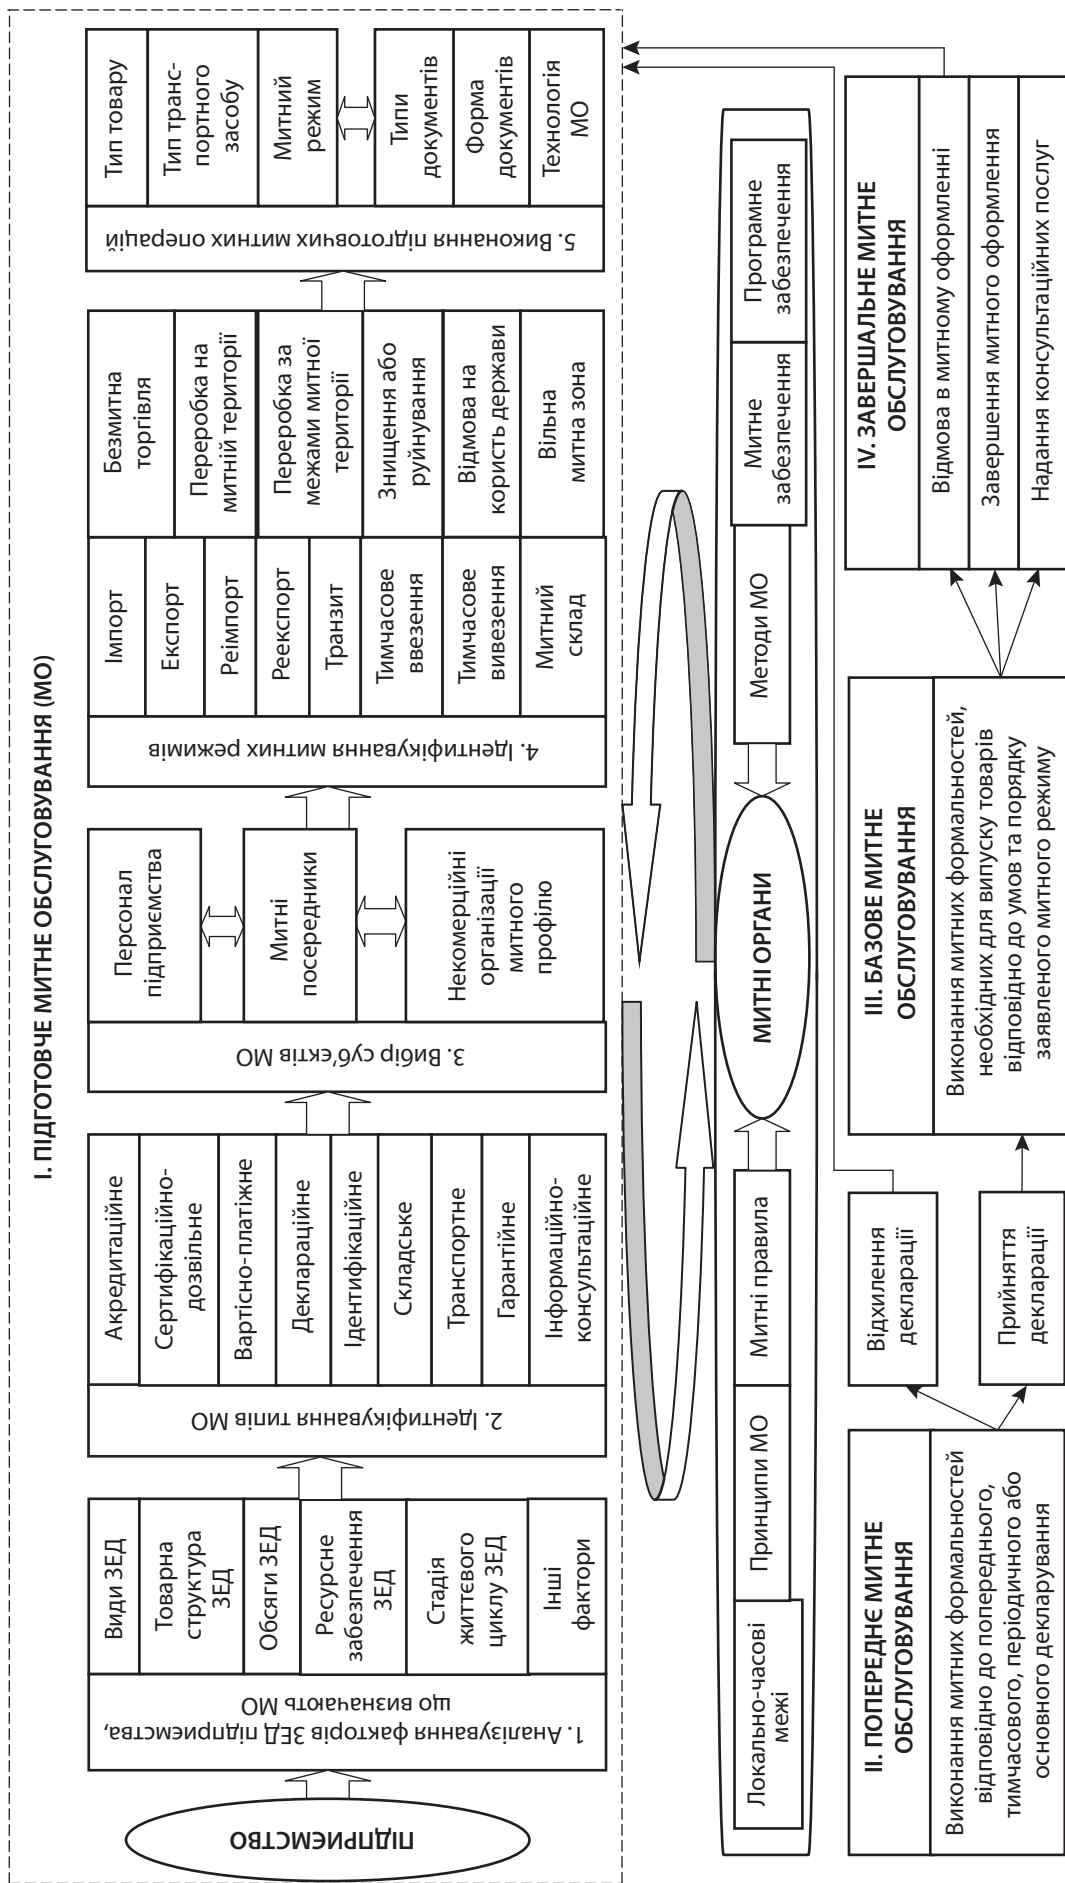 І. ПІДГОТОВЧЕ МИТНЕ ОБСЛУГОВУВАННЯ (МО)
ПІДПРИЄМСТВО
1. Аналізування факторів ЗЕД підприємства,
що визначають МО
Види ЗЕД
Товарна
структура
ЗЕД
Обсяги ЗЕД
Ресурсне
забезпечення
ЗЕД
Стадія
життєвого
циклу ЗЕД
Інші
фактори
2. Ідентифікування типів МО
Акредитаційне
Сертифікаційно-
дозвільне
Вартісно-платіжне
Деклараційне
Ідентифікаційне
Складське
Транспортне
Гарантійне
Інформаційно-
консультаційне
3. Вибір суб’єктів МО
Персонал
підприємства
Митні
посередники
Некомерційні
організації
митного
профілю
4. Ідентифікування митних режимів
Імпорт
Експорт
Реімпорт
Реекспорт
Транзит
Тимчасове
ввезення
Тимчасове
вивезення
Митний
склад
Безмитна
торгівля
Переробка на
митній території
Переробка за
межами митної
території
Знищення або
руйнування
Відмова на
користь держави
Вільна
митна зона
5. Виконання підготовчих митних операцій
Тип товару
Тип транс-
портного
засобу
Митний
режим
Типи
документів
Форма
документів
Технологія
МО
Локально-часові
межі
Принципи МО
Митні правила
МИТНІ ОРГАНИ
Методи МО
Митне
забезпечення
Програмне
забезпечення
ІІ. ПОПЕРЕДНЄ МИТНЕ
ОБСЛУГОВУВАННЯ
Виконання митних формальностей
відповідно до попереднього,
тимчасового, періодичного або
основного декларування
Відхилення
декларації
Прийняття
декларації
ІІІ. БАЗОВЕ МИТНЕ
ОБСЛУГОВУВАННЯ
Виконання митних формальностей,
необхідних для випуску товарів
відповідно до умов та порядку
заявленого митного режиму
IV. ЗАВЕРШАЛЬНЕ МИТНЕ
ОБСЛУГОВУВАННЯ
Відмова в митному оформленні
Завершення митного оформлення
Надання консультаційних послуг